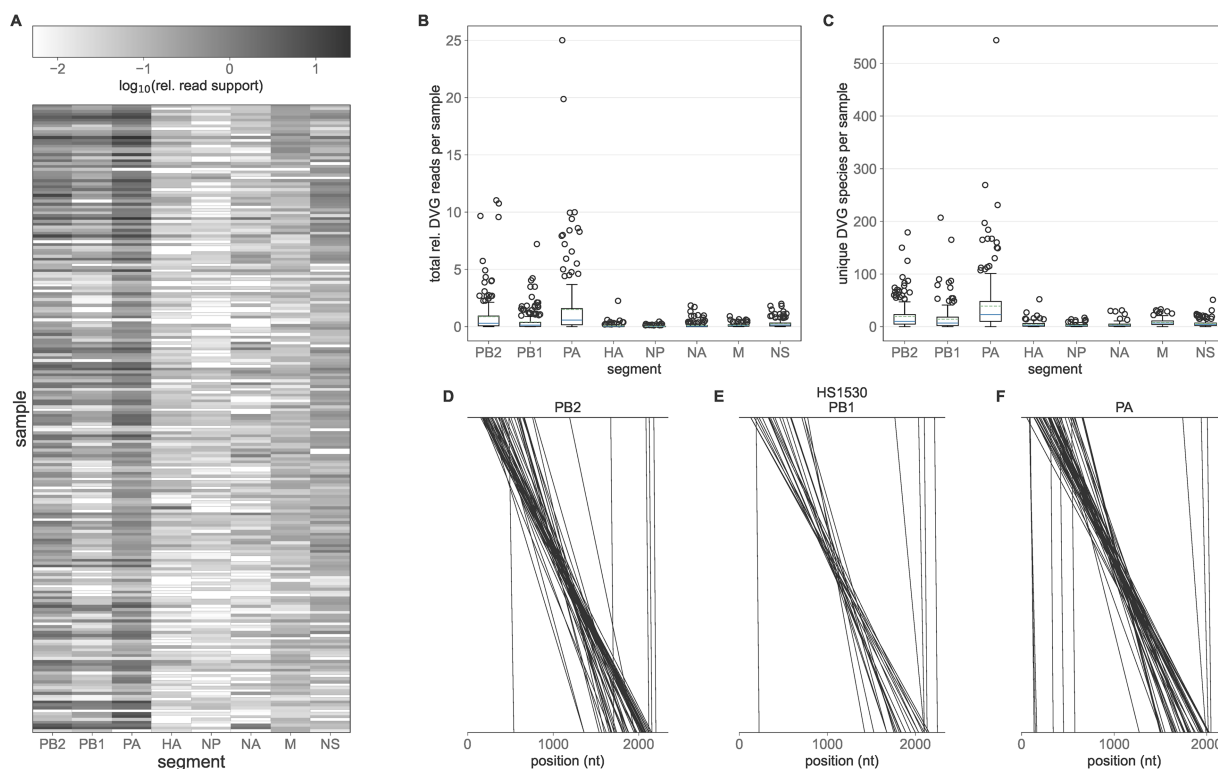 A
−2 −1 0 1
log10(rel. read support)
sample
PB2 PB1 PA HA NP NA M NS
segment
B
25
20
15
10
5
0
total rel. DVG reads per sample
PB2 PB1 PA HA NP NA M NS
segment
C
500
400
300
200
100
0
unique DVG species per sample
PB2 PB1 PA HA NP NA M NS
segment
D
PB2
0 1000 2000
position (nt)
E
HS1530
PB1
0 1000 2000
position (nt)
F
PA
0 1000 2000
position (nt)